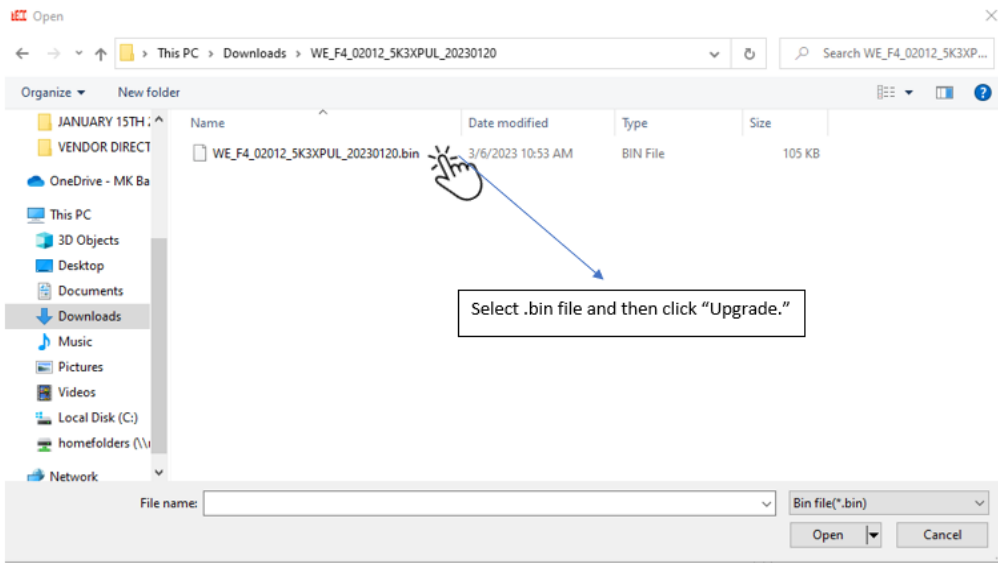 LEX Open
This PC > Downloads > WE_F4_02012_5K3XPUL_20230120
Search WE_F4_02012_5K3XP...
Organize
New folder
Name
Date modified
Type
Size
WE_F4_02012_5K3XPUL_20230120.bin
3/6/2023 10:53 AM
BIN File
105 KB
JANUARY 15TH
VENDOR DIRECT
OneDrive - MK Ba
This PC
3D Objects
Desktop
Documents
Downloads
Music
Pictures
Videos
Local Disk (C:)
homefolders (\\
Network
Select .bin file and then click “Upgrade.”
File name:
Bin file(*.bin)
Open
Cancel